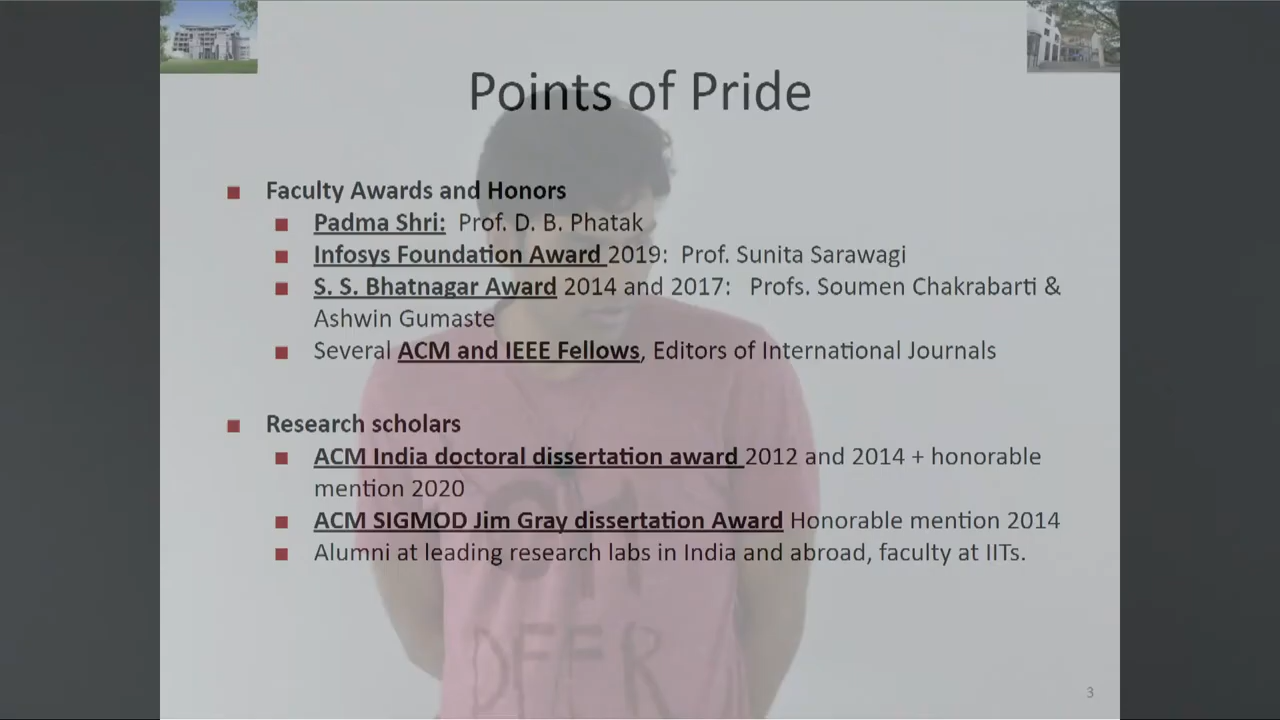 Points of Pride
Faculty Awards and Honors
Padma Shri: Prof. D. B. Phatak
Infosys Foundation Award 2019: Prof. Sunita Sarawagi
S. S. Bhatnagar Award 2014 and 2017: Profs. Soumen Chakrabarti &
Ashwin Gumaste
Several ACM and IEEE Fellows, Editors of International Journals
Research scholars
ACM India doctoral dissertation award 2012 and 2014 + honorable
mention 2020
ACM SIGMOD Jim Gray dissertation Award Honorable mention 2014
Alumni at leading research labs in India and abroad, faculty at IITs.
3